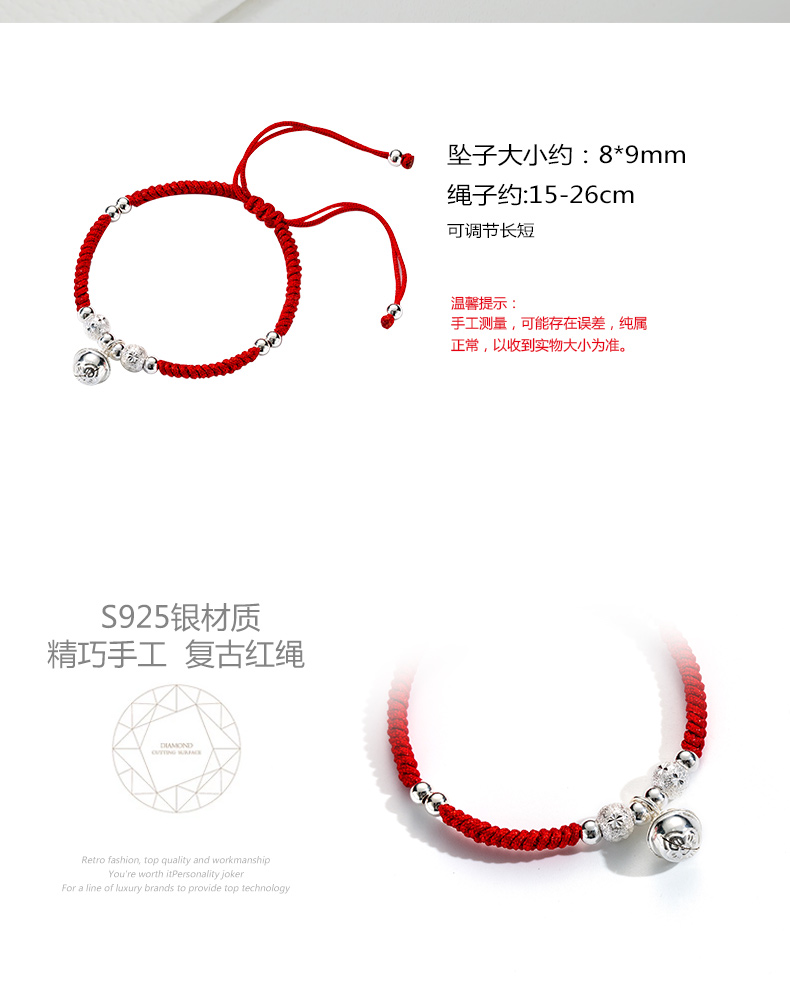 坠子大小约：8*9mm
绳子约:15-26cm
可调节长短
温馨提示：
手工测量，可能存在误差，纯属
正常，以收到实物大小为准。
S925银材质
精巧手工 复古红绳
DIAMOND
CUTTING SURFACE
Retro fashion, top quality and workmanship
You're worth itPersonality joker
For a line of luxury brands to provide top technology